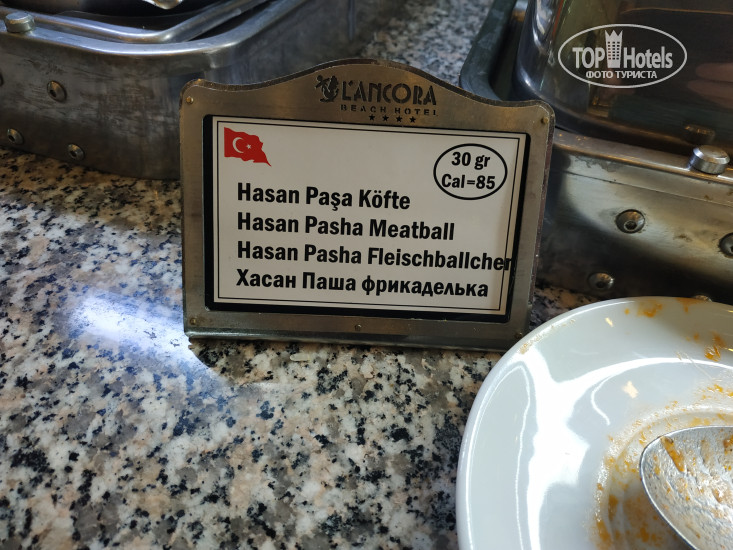 TOP Hotels
ФОТО ТУРИСТА
L'ANCORA
BEACH HOTEL
30 gr
Cal=85
Hasan Paşa Köfte
Hasan Pasha Meatball
Hasan Pasha Fleischballchen
Хасан Паша фрикаделька